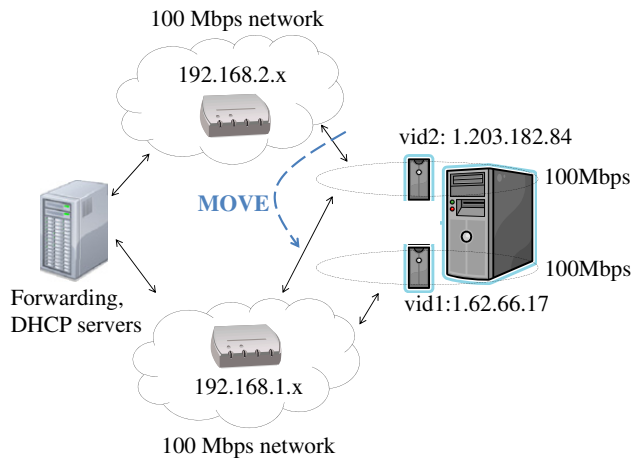 100 Mbps network
192.168.2.x
vid2: 1.203.182.84
100Mbps
MOVE
100Mbps
Forwarding,
DHCP servers
vid1:1.62.66.17
192.168.1.x
100 Mbps network